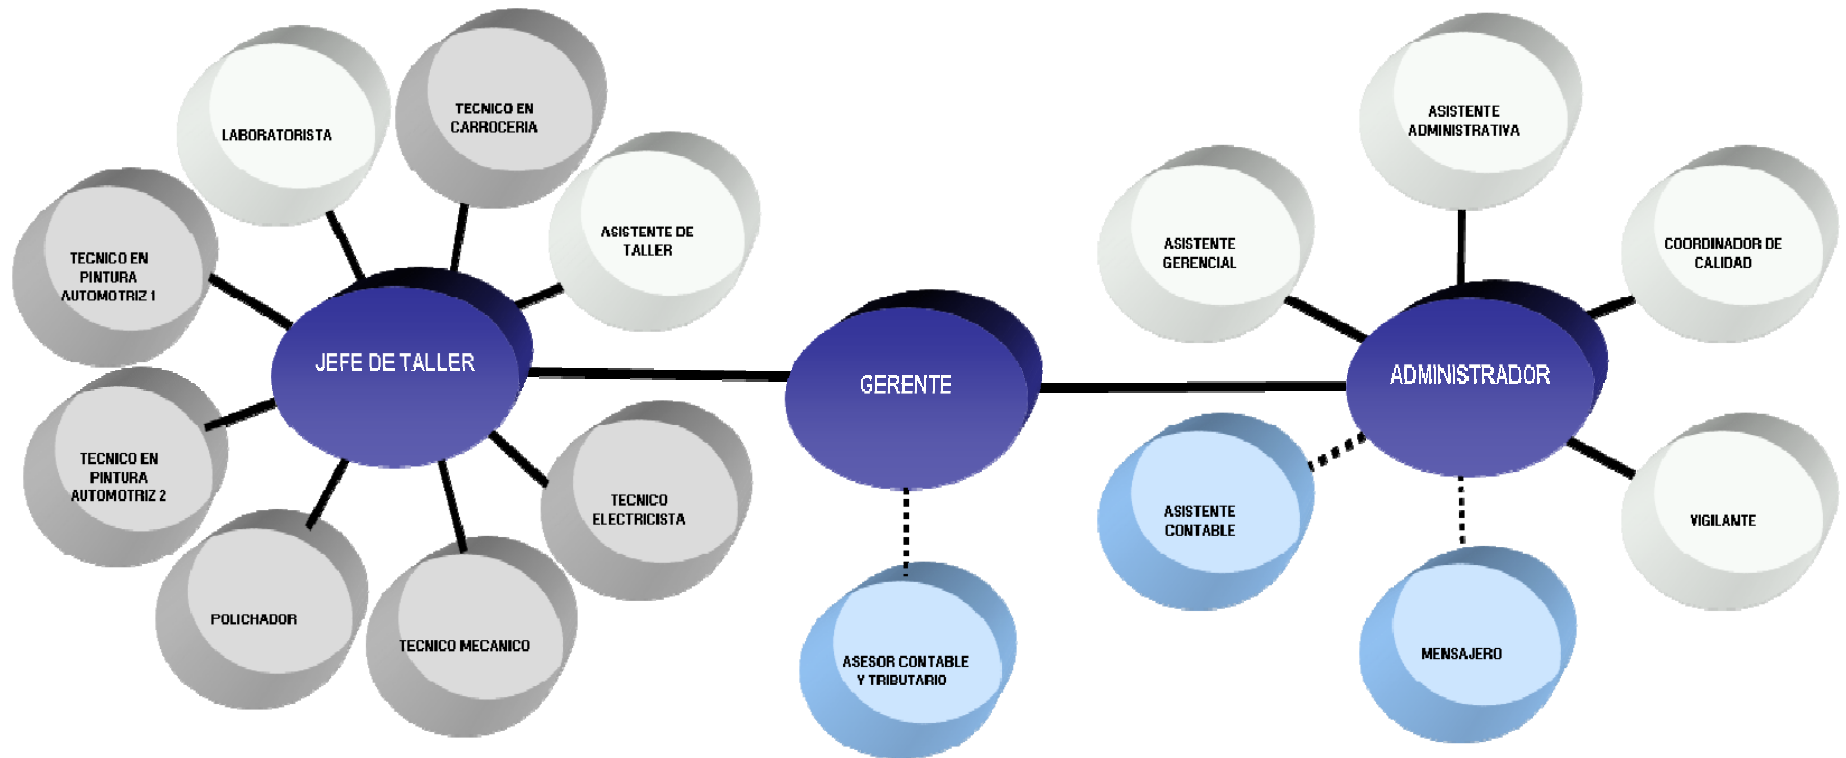 LABORATORISTA
TECNICO EN
CARROCERIA
ASISTENTE DE
TALLER
TECNICO EN
PINTURA
AUTOMOTRIZ 1
JEFE DE TALLER
TECNICO EN
PINTURA
AUTOMOTRIZ 2
POLICHADOR
TECNICO MECANICO
TECNICO
ELECTRICISTA
GERENTE
ASESOR CONTABLE
Y TRIBUTARIO
ASISTENTE
ADMINISTRATIVA
ASISTENTE
GERENCIAL
COORDINADOR DE
CALIDAD
ADMINISTRADOR
ASISTENTE
CONTABLE
MENSAJERO
VIGILANTE